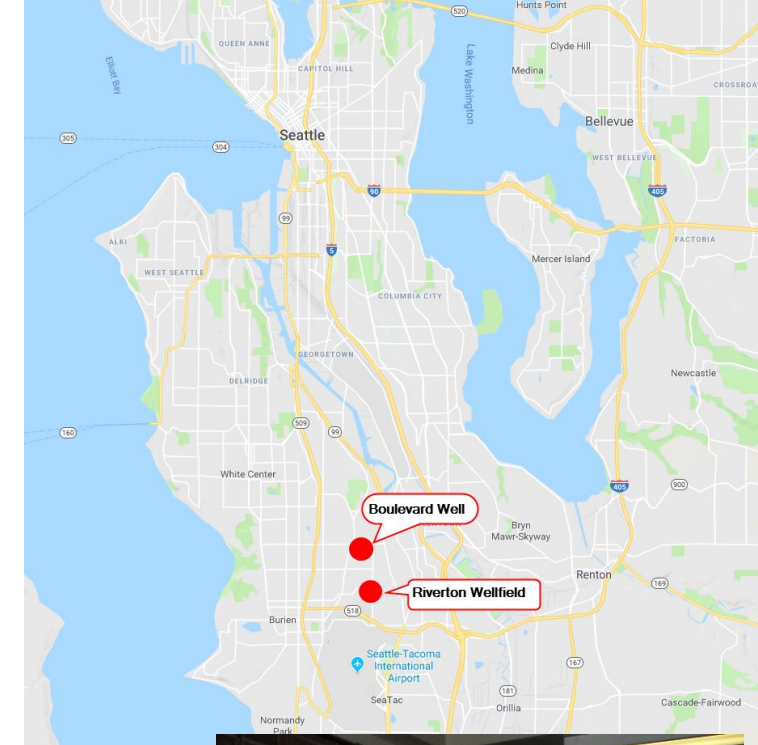 520
Hunts Point
QUEEN ANNE
Clyde Hill
Elliott Bay
Lake Washington
CAPITOL HILL
Medina
CROSSROA
Bellevue
Seattle
305
304
WEST BELLEVUE
90
405
99
ALKI
5
FACTORIA
Mercer Island
WEST SEATTLE
COLUMBIA CITY
GEORGETOWN
Newcastle
DELRIDGE
509
99
160
White Center
405
900
Boulevard Well
Bryn
Mawr-Skyway
Renton
169
Riverton Wellfield
518
Burien
Seattle-Tacoma
International
Airport
167
181
SeaTac
Orillia
Cascade-Fairwood
Normandy
Park